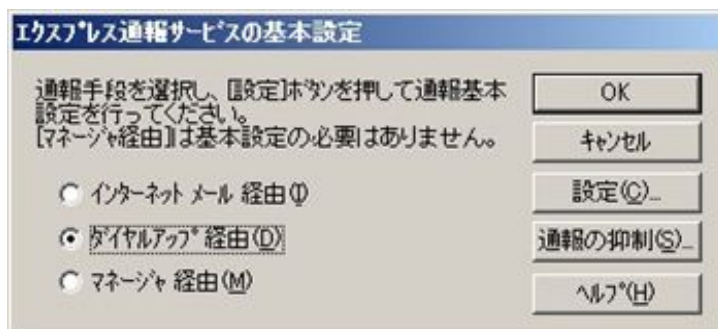 ｴｸｽﾌﾟﾚｽ通報ｻｰﾋﾞｽの基本設定
通報手段を選択し、[設定]ﾎﾞﾀﾝを押して通報基本
設定を行ってください。
[ﾏﾈｰｼﾞｬ経由]は基本設定の必要はありません。
ｲﾝﾀｰﾈｯﾄ ﾒｰﾙ 経由(I)
ﾀﾞｲﾔﾙｱｯﾌﾟ 経由(D)
ﾏﾈｰｼﾞｬ 経由(M)
OK
ｷｬﾝｾﾙ
設定(C)...
通報の抑制(S)...
ﾍﾙﾌﾟ(H)